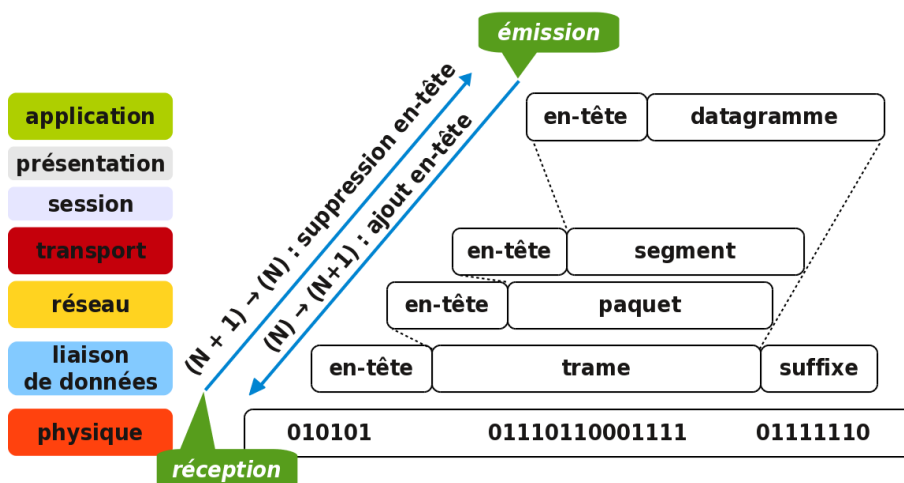 émission
application
en-tête
datagramme
présentation
session
(N + 1) → (N) : suppression en-tête
(N) → (N+1) : ajout en-tête
transport
en-tête
segment
réseau
en-tête
paquet
liaison
de données
en-tête
trame
suffixe
physique
010101
01110110001111
01111110
réception